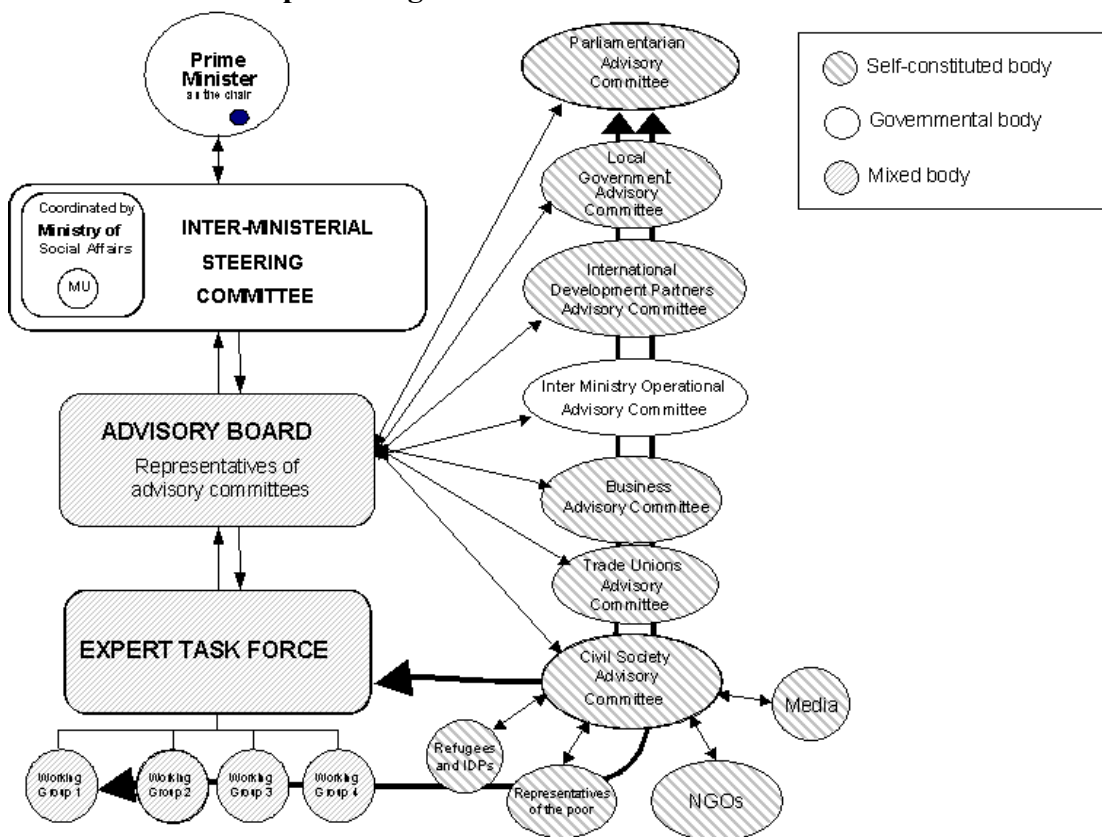 Prime
Minister
as the chair
Coordinated by
Ministry of
Social Affairs
MU
INTER-MINISTERIAL
STEERING
COMMITTEE
ADVISORY BOARD
Representatives of
advisory committees
EXPERT TASK FORCE
Working
Group 1
Working
Group 2
Working
Group 3
Working
Group 4
Parliamentarian
Advisory
Committee
Local
Government
Advisory
Committee
International
Development Partners
Advisory Committee
Inter Ministry Operational
Advisory Committee
Business
Advisory Committee
Trade Unions
Advisory
Committee
Civil Society
Advisory
Committee
Refugees
and IDPs
Representatives
of the poor
NGOs
Media
Self-constituted body
Governmental body
Mixed body